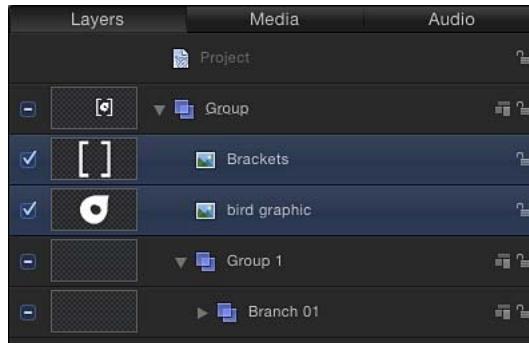 Layers Media Audio
Project
Group
Brackets
bird graphic
Group 1
Branch 01